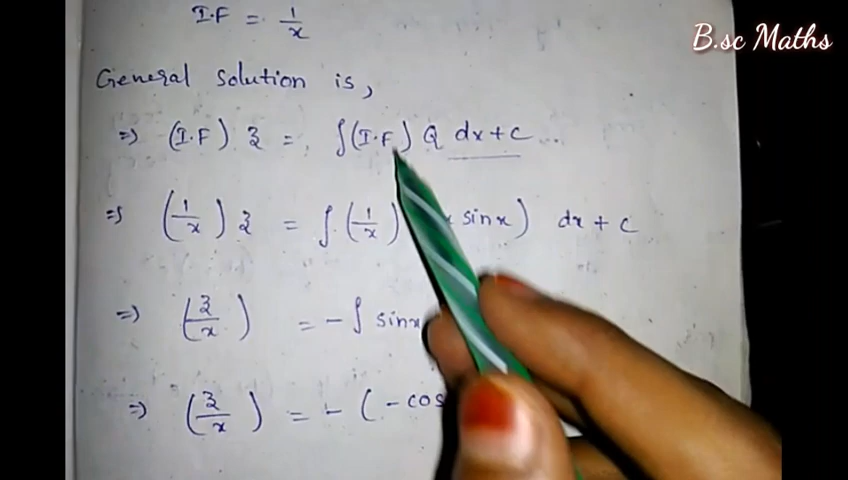 B.sc Maths
I.F = 1/x
General solution is,
=> (I.F) z = ∫(I.F) Q dx + c
=> (1/x) z = ∫(1/x) sinx) dx + c
=> (z/x) = - ∫ sinx
=> (z/x) = - (-cos